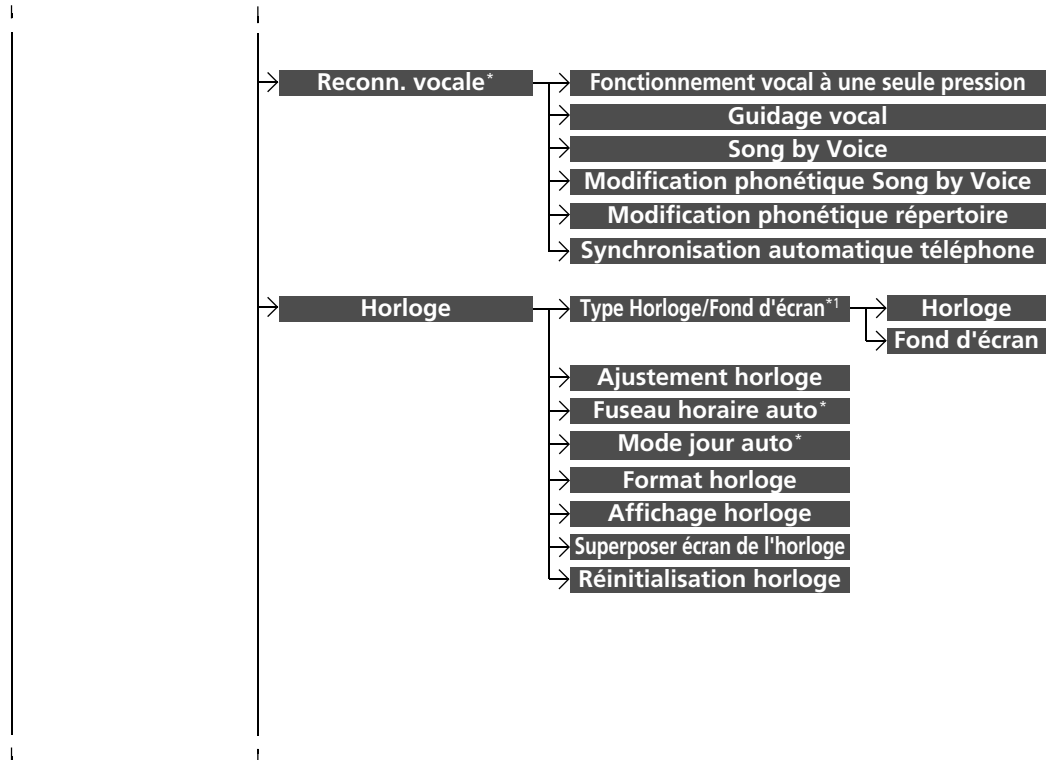 Reconn. vocale*
Fonctionnement vocal à une seule pression
Guidage vocal
Song by Voice
Modification phonétique Song by Voice
Modification phonétique répertoire
Synchronisation automatique téléphone
Horloge
Type Horloge/Fond d'écran*1
Horloge
Fond d'écran
Ajustement horloge
Fuseau horaire auto*
Mode jour auto*
Format horloge
Affichage horloge
Superposer écran de l'horloge
Réinitialisation horloge